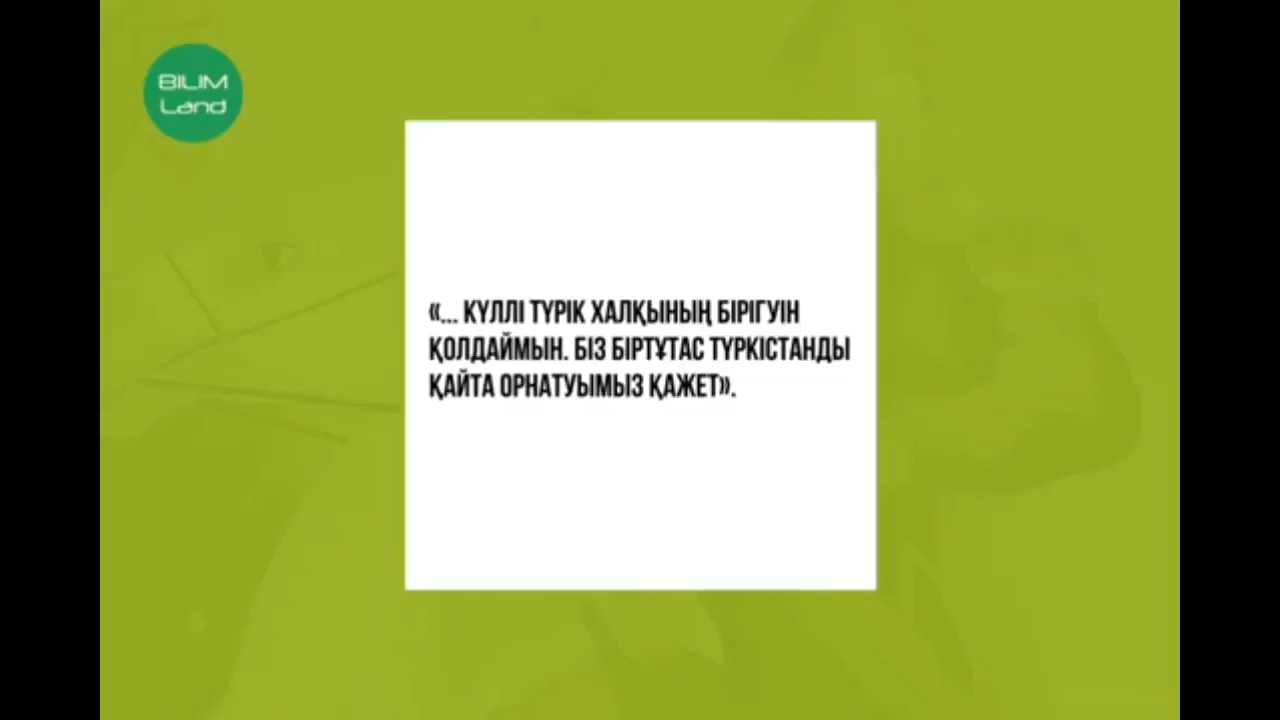 BILIM
Land
«... КҮЛЛІ ТҮРІК ХАЛҚЫНЫҢ БІРІГУІН
ҚОЛДАЙМЫН. БІЗ БІРТҰТАС ТҮРКІСТАНДЫ
ҚАЙТА ОРНАТУЫМЫЗ ҚАЖЕТ».